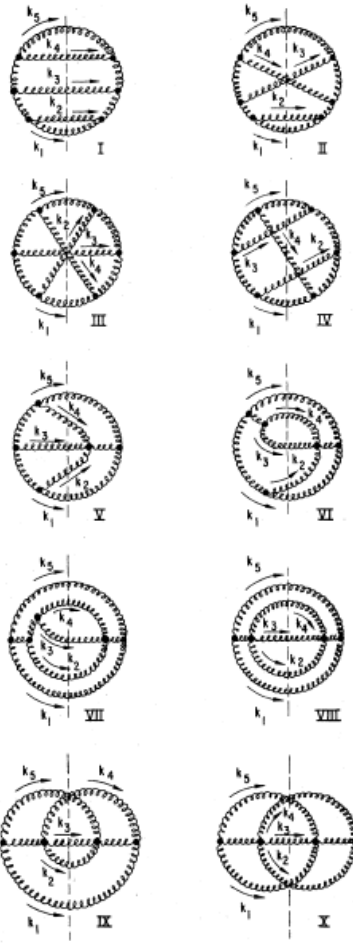 k5 k5
k4 k4 k3
k3
k2 k2
k1 k1
I II
k5 k5
k2 k3 k4 k2
k4 k3
k1 k1
III IV
k5 k5
k4 k4
k3 k3
k2 k2
k1 k1
V VI
k5 k5
k4 k3 k4
k3
k2 k2
k1 k1
VII VIII
k5 k4 k5
k4
k3 k3
k2 k2
k1 k1
IX X